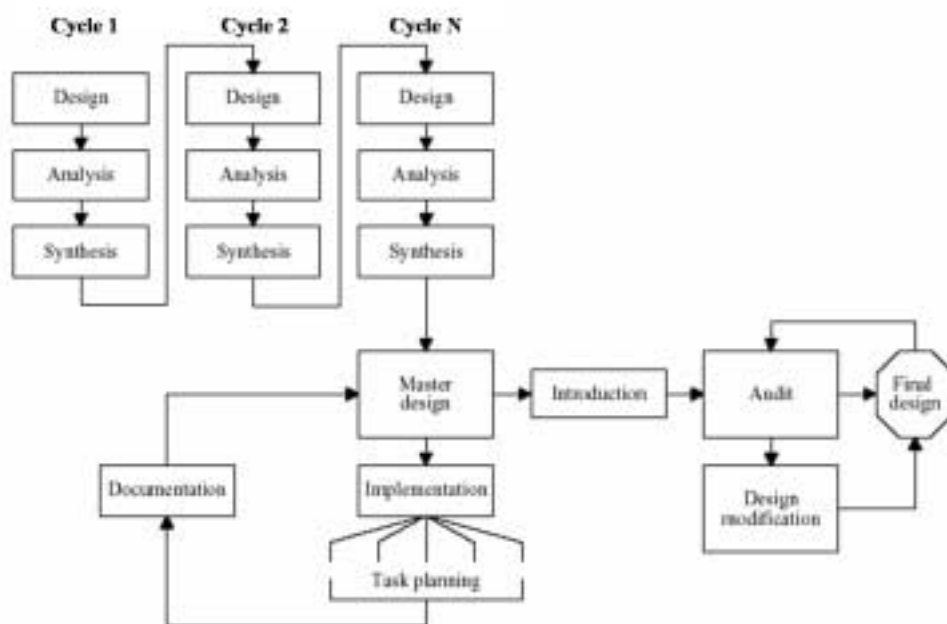 Cycle 1
Cycle 2
Cycle N
Design
Design
Design
Analysis
Analysis
Analysis
Synthesis
Synthesis
Synthesis
Master
design
Introduction
Audit
Final
design
Documentation
Implementation
Design
modification
Task planning